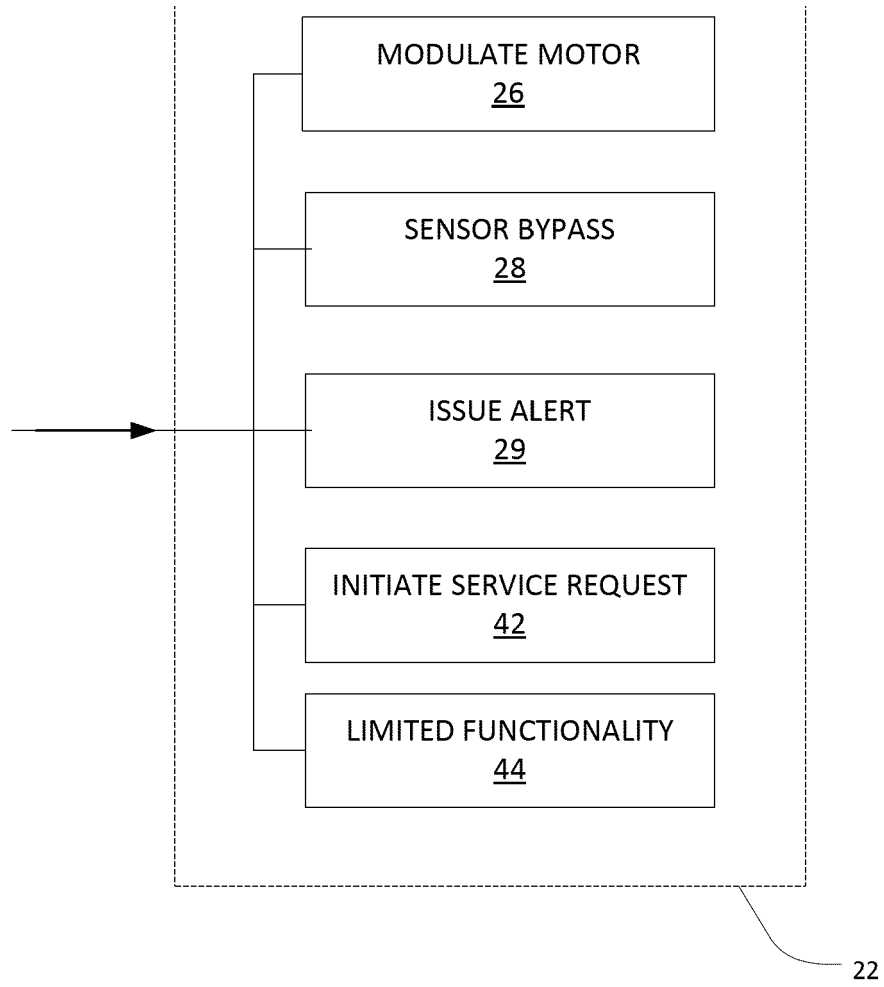 MODULATE MOTOR
26
SENSOR BYPASS
28
ISSUE ALERT
29
INITIATE SERVICE REQUEST
42
LIMITED FUNCTIONALITY
44
22